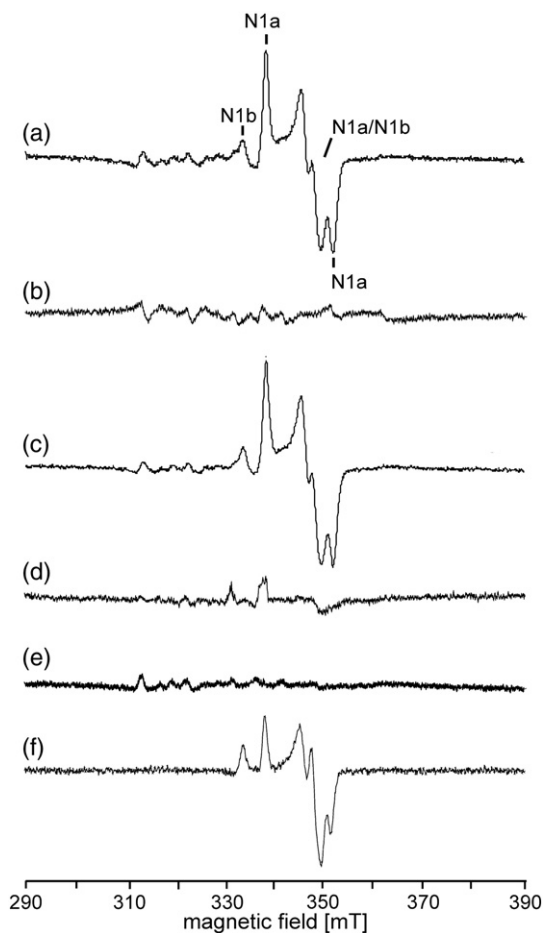 N1a
N1b
(a)
N1a/N1b
N1a
(b)
(c)
(d)
(e)
(f)
290 310 330 350 370 390
magnetic field [mT]